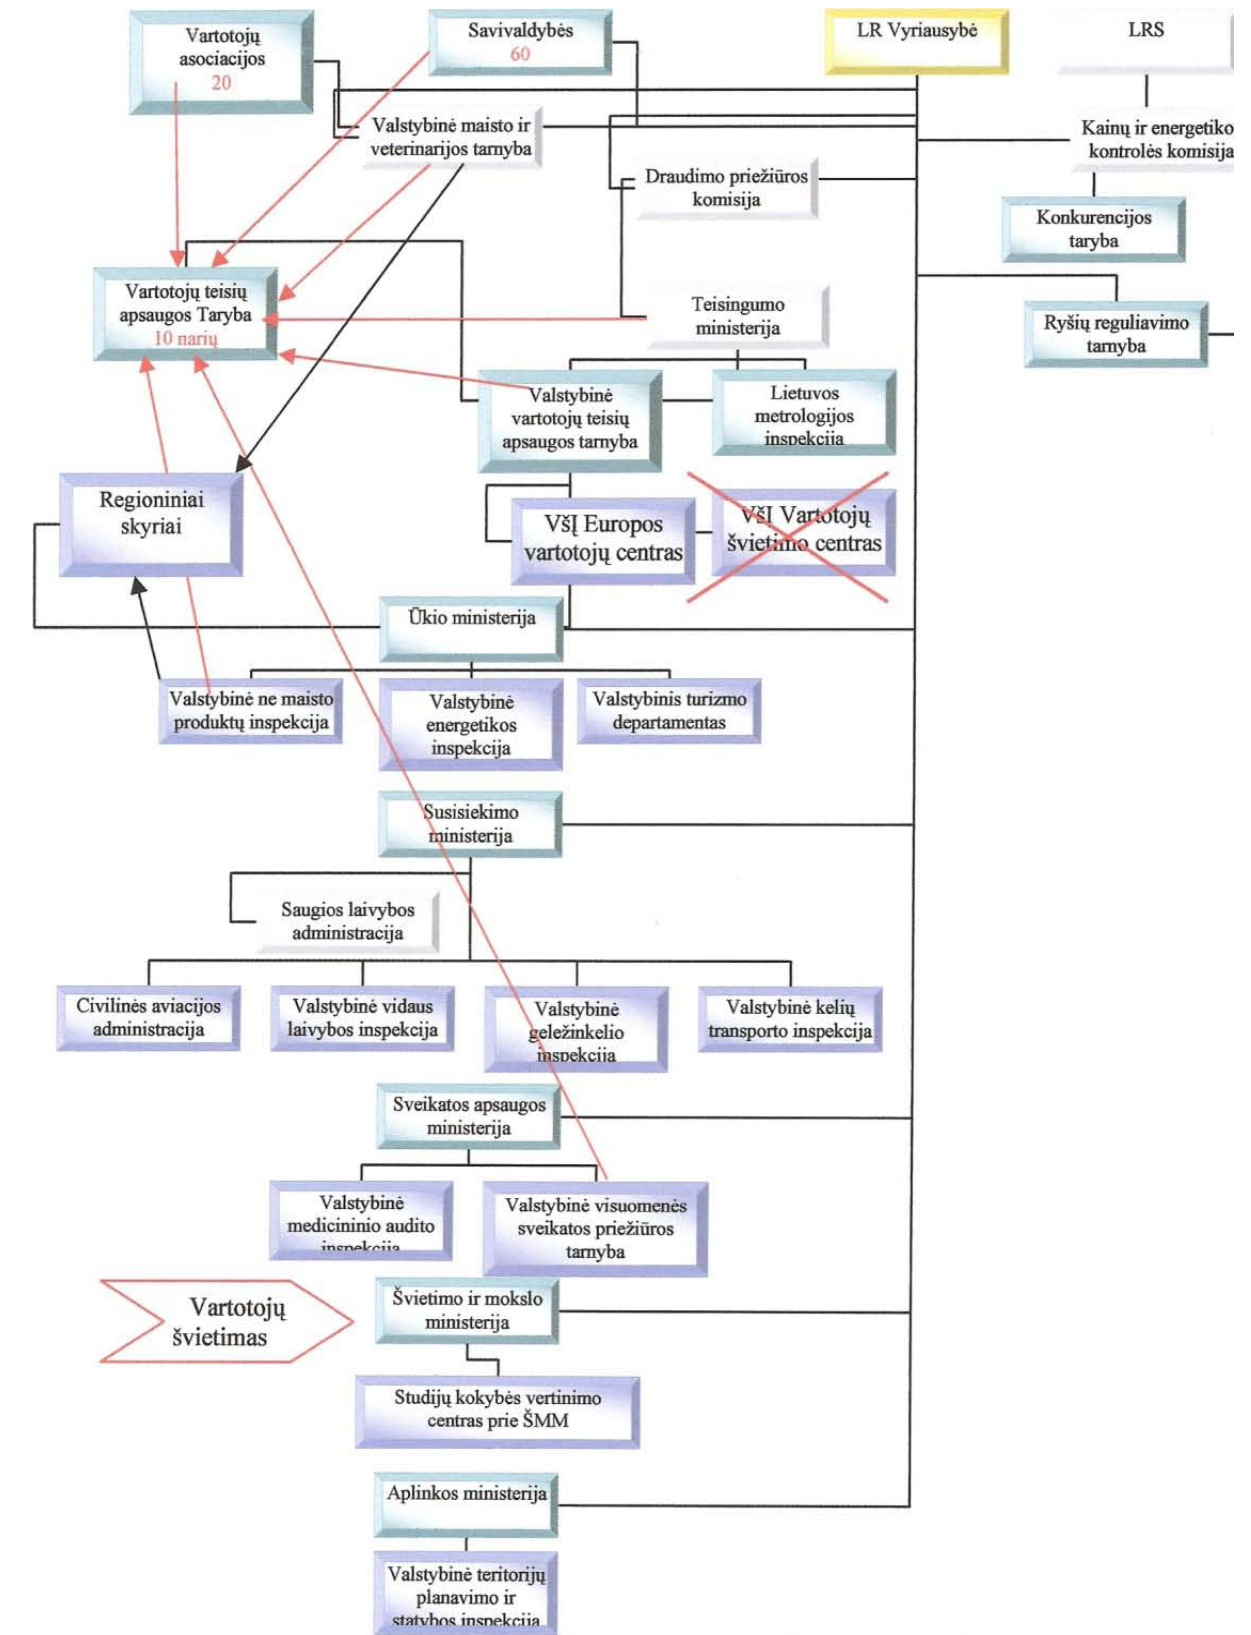 Vartotojų
asociacijos
20
Savivaldybės
60
LR Vyriausybė
LRS
Valstybinė maisto ir
veterinarijos tarnyba
Kainų ir energetiko
kontrolės komisija
Draudimo priežiūros
komisija
Konkurencijos
taryba
Vartotojų teisių
apsaugos Taryba
10 narių
Teisingumo
ministerija
Ryšių reguliavimo
tarnyba
Valstybinė
vartotojų teisių
apsaugos tarnyba
Lietuvos
metrologijos
inspekcija
Regioniniai
skyriai
VšĮ Europos
vartotojų centras
VšĮ Vartotojų
švietimo centras
Ūkio ministerija
Valstybinė ne maisto
produktų inspekcija
Valstybinė
energetikos
inspekcija
Valstybinis turizmo
departamentas
Susisiekimo
ministerija
Saugios laivybos
administracija
Civilinės aviacijos
administracija
Valstybinė vidaus
laivybos inspekcija
Valstybinė
geležinkelio
inspekcija
Valstybinė kelių
transporto inspekcija
Sveikatos apsaugos
ministerija
Valstybinė
medicininio audito
inspekcija
Valstybinė visuomenės
sveikatos priežiūros
tarnyba
Vartotojų
švietimas
Švietimo ir mokslo
ministerija
Studijų kokybės vertinimo
centras prie ŠMM
Aplinkos ministerija
Valstybinė teritorijų
planavimo ir
statybos inspekcija